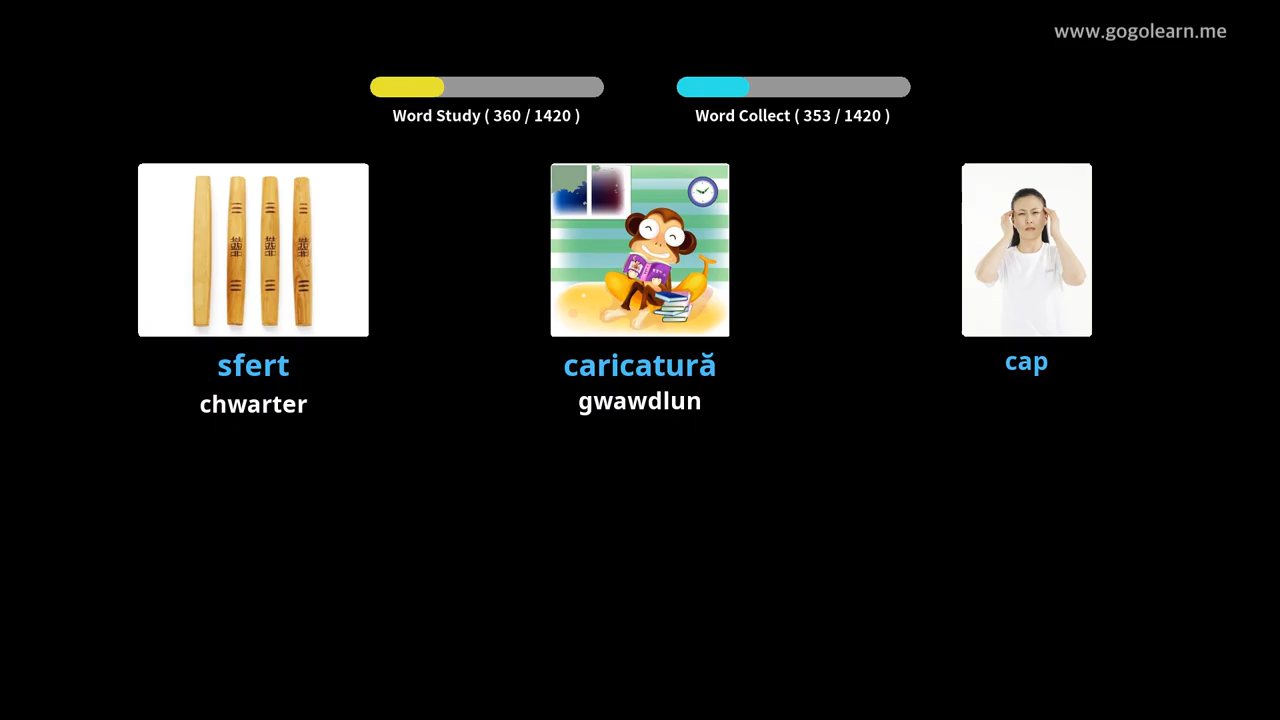 www.gogolearn.me
Word Study ( 360 / 1420 )
Word Collect ( 353 / 1420 )
sfert
chwarter
caricatură
gwawdlun
cap